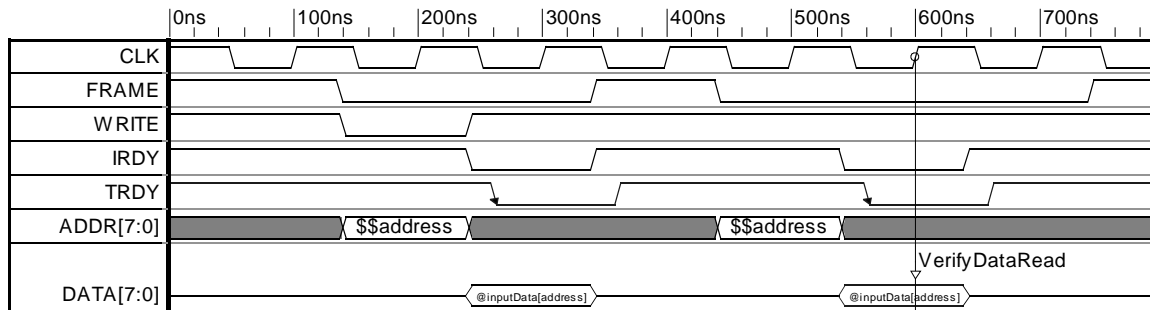 0ns 100ns 200ns 300ns 400ns 500ns 600ns 700ns
CLK
FRAME
WRITE
IRDY
TRDY
ADDR[7:0] $$address $$address
VerifyDataRead
DATA[7:0] @inputData[address] @inputData[address]